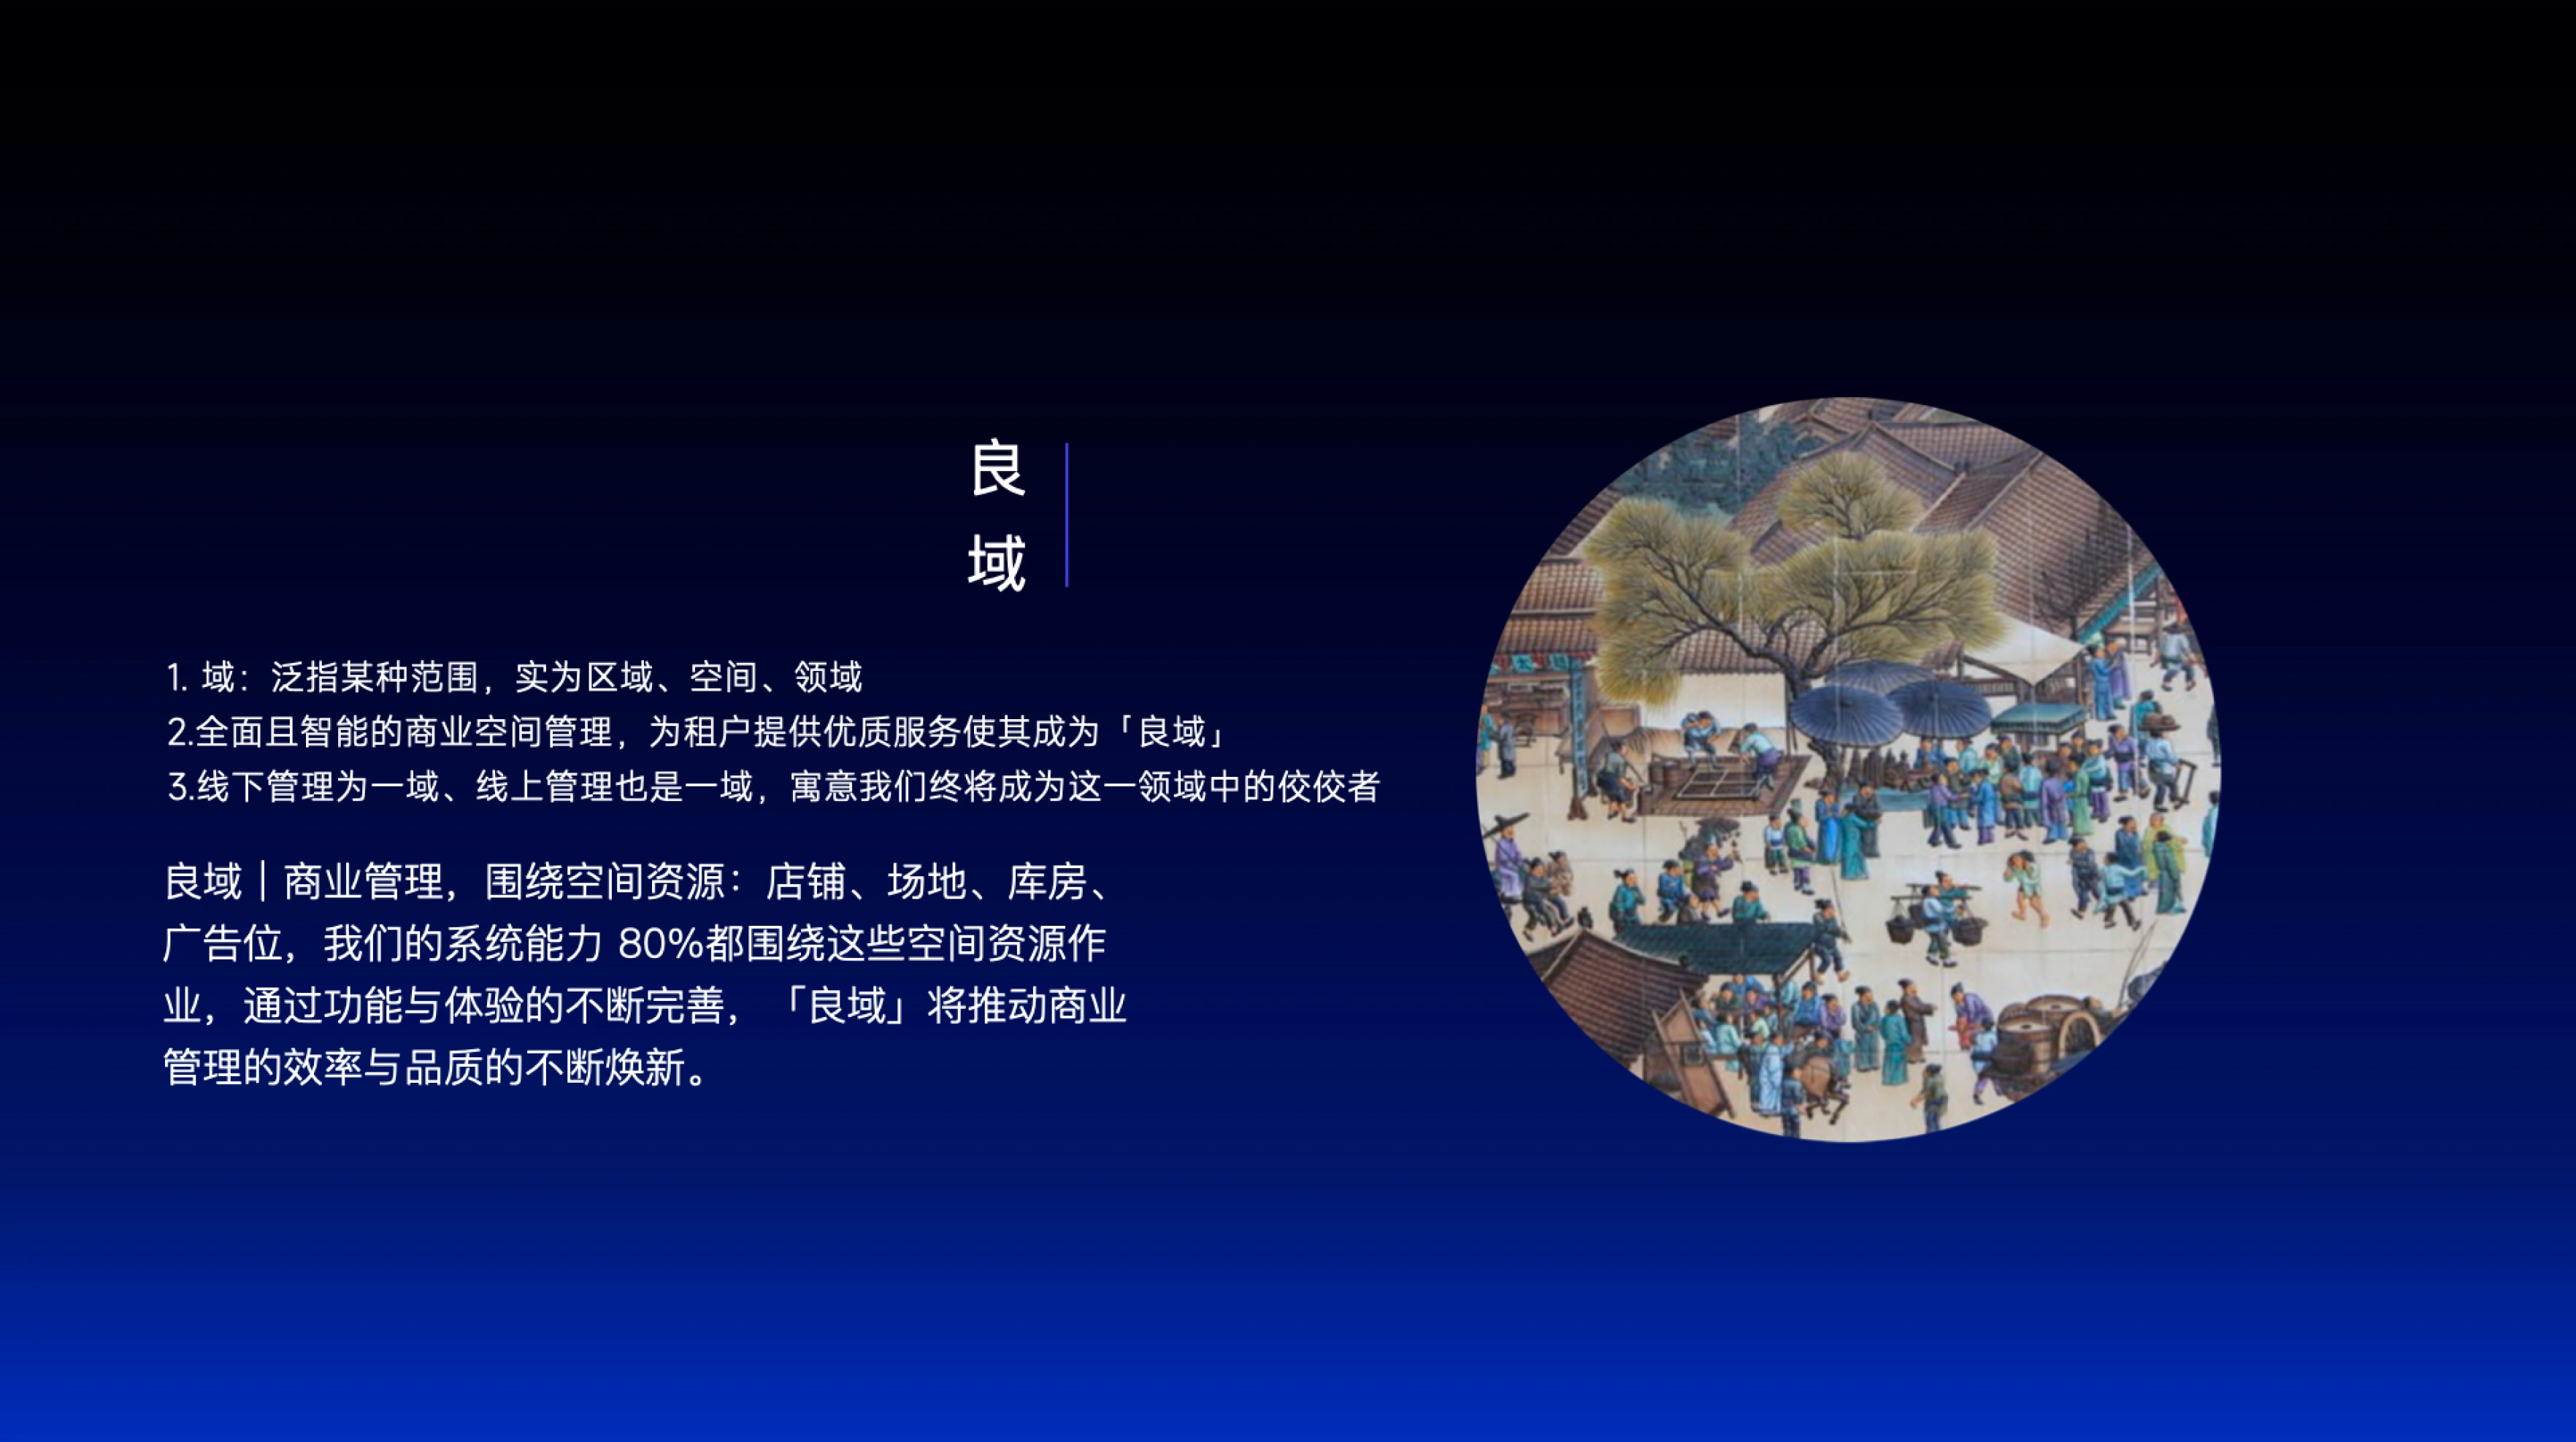 良
域
1. 域：泛指某种范围，实为区域、空间、领域
2.全面且智能的商业空间管理，为租户提供优质服务使其成为「良域」
3.线下管理为一域、线上管理也是一域，寓意我们终将成为这一领域中的佼佼者
良域｜商业管理，围绕空间资源：店铺、场地、库房、
广告位，我们的系统能力 80%都围绕这些空间资源作
业，通过功能与体验的不断完善，「良域」将推动商业
管理的效率与品质的不断焕新。